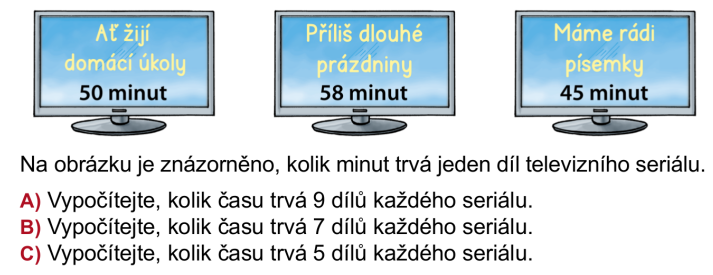 Ať žijí
domácí úkoly
50 minut
Příliš dlouhé
prázdniny
58 minut
Máme rádi
písemky
45 minut
Na obrázku je znázorněno, kolik minut trvá jeden díl televizního seriálu.
A) Vypočítejte, kolik času trvá 9 dílů každého seriálu.
B) Vypočítejte, kolik času trvá 7 dílů každého seriálu.
C) Vypočítejte, kolik času trvá 5 dílů každého seriálu.